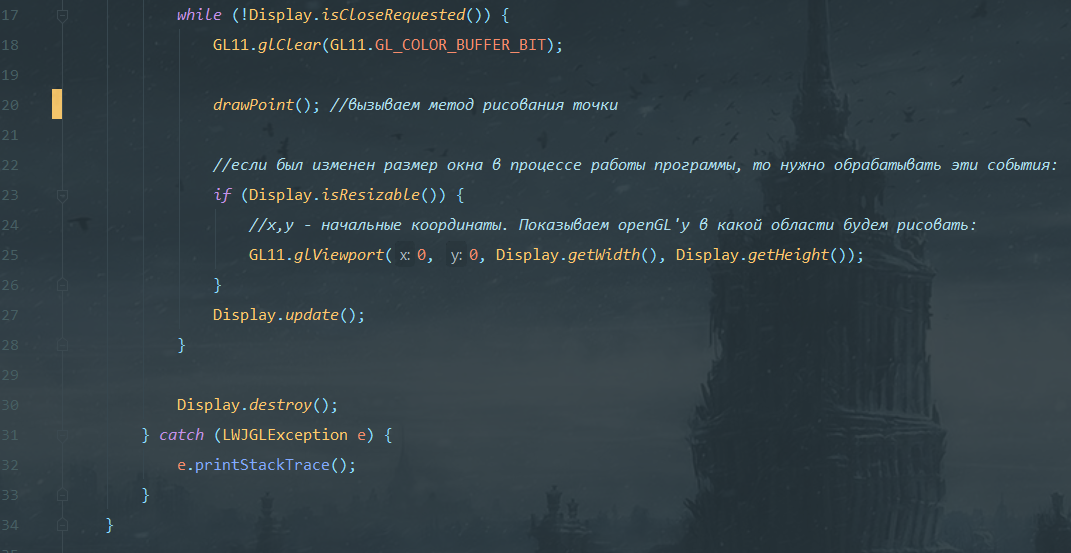 17 while (!Display.isCloseRequested()) {
18 GL11.glClear(GL11.GL_COLOR_BUFFER_BIT);
19
20 drawPoint(); //вызываем метод рисования точки
21
22 //если был изменен размер окна в процессе работы программы, то нужно обрабатывать эти события:
23 if (Display.isResizable()) {
24 //x,y - начальные координаты. Показываем openGL'у в какой области будем рисовать:
25 GL11.glViewport( x: 0, y: 0, Display.getWidth(), Display.getHeight());
26 }
27 Display.update();
28 }
29
30 Display.destroy();
31 } catch (LWJGLException e) {
32 e.printStackTrace();
33 }
34 }